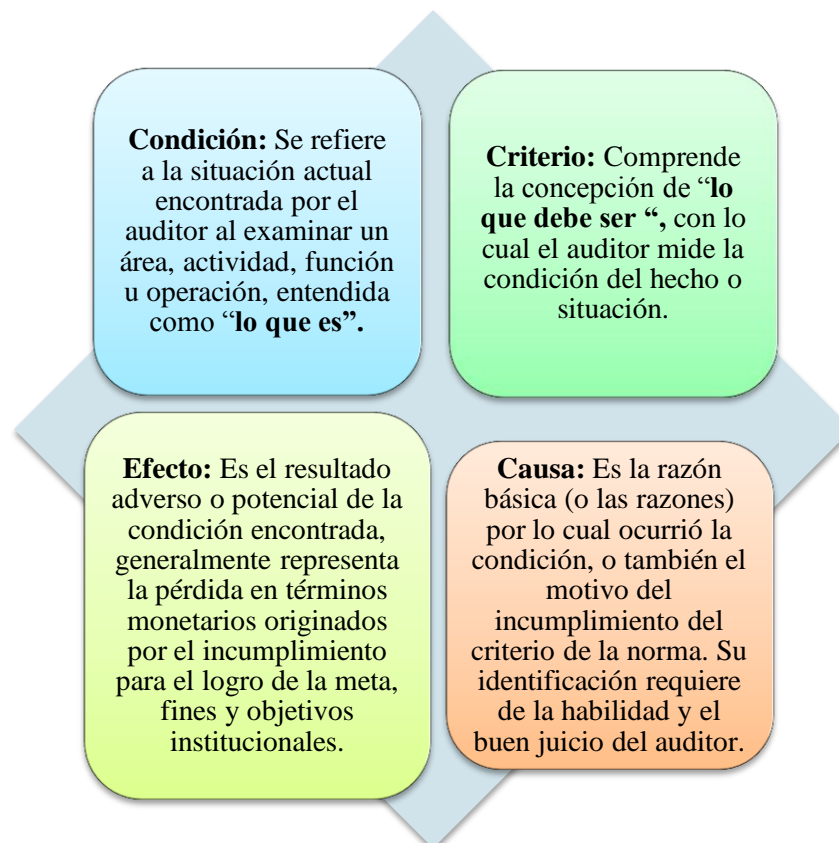 Condición: Se refiere
a la situación actual
encontrada por el
auditor al examinar un
área, actividad, función
u operación, entendida
como “lo que es”.
Criterio: Comprende
la concepción de “lo
que debe ser “, con lo
cual el auditor mide la
condición del hecho o
situación.
Efecto: Es el resultado
adverso o potencial de la
condición encontrada,
generalmente representa
la pérdida en términos
monetarios originados
por el incumplimiento
para el logro de la meta,
fines y objetivos
institucionales.
Causa: Es la razón
básica (o las razones)
por lo cual ocurrió la
condición, o también el
motivo del
incumplimiento del
criterio de la norma. Su
identificación requiere
de la habilidad y el
buen juicio del auditor.